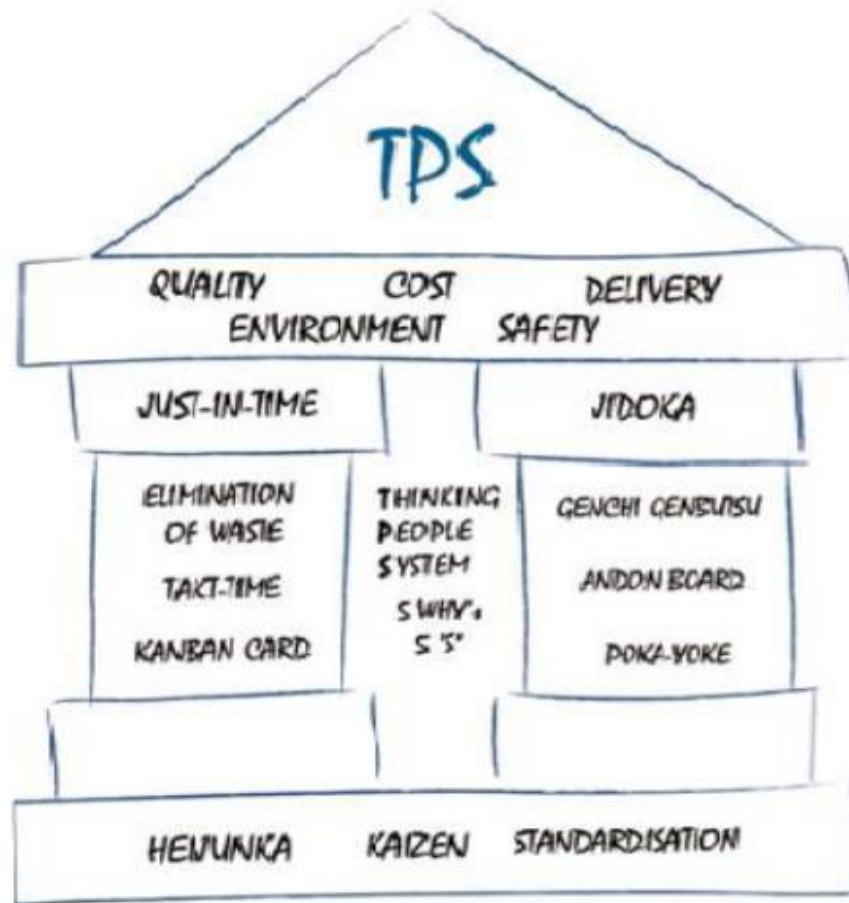 TPS
QUALITY COST DELIVERY
ENVIRONMENT SAFETY
JUST-IN-TIME
JIDOKA
ELIMINATION
OF WASTE
TAKT-TIME
KANBAN CARD
THINKING
PEOPLE
SYSTEM
5 WHY's
5 'S'
GENCHI GENBUTSU
ANDON BOARD
POKA-YOKE
HEIJUNKA KAIZEN STANDARDISATION